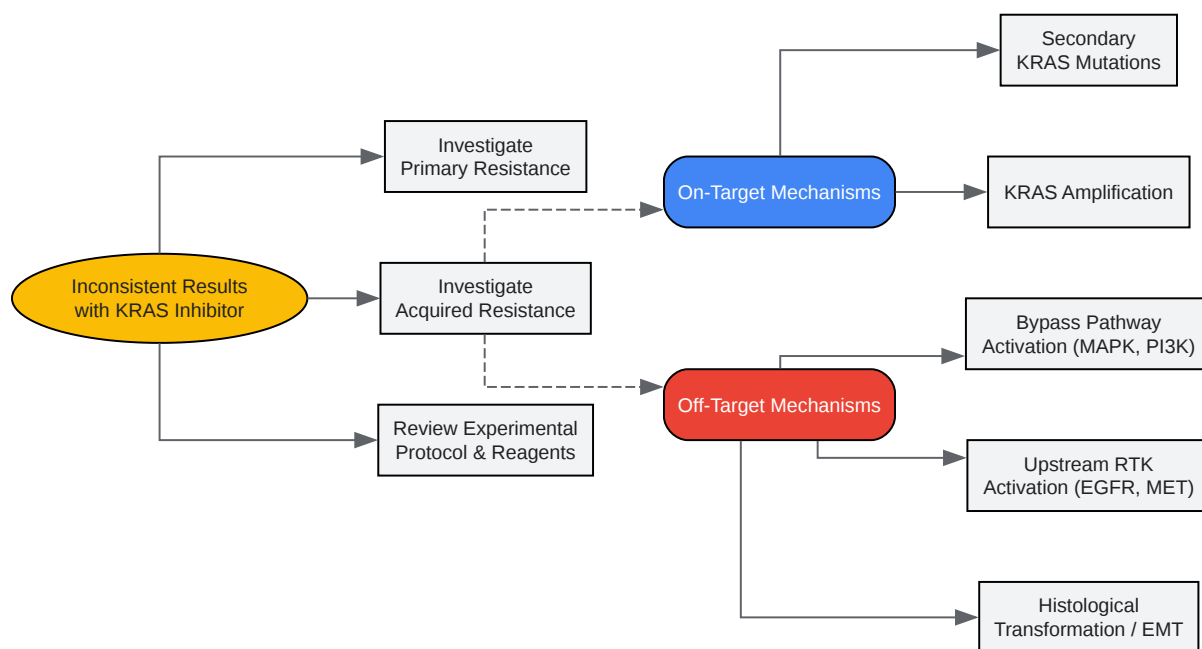 Inconsistent Results
with KRAS Inhibitor
Investigate
Primary Resistance
Investigate
Acquired Resistance
Review Experimental
Protocol & Reagents
On-Target Mechanisms
Off-Target Mechanisms
Secondary
KRAS Mutations
KRAS Amplification
Bypass Pathway
Activation (MAPK, PI3K)
Upstream RTK
Activation (EGFR, MET)
Histological
Transformation / EMT